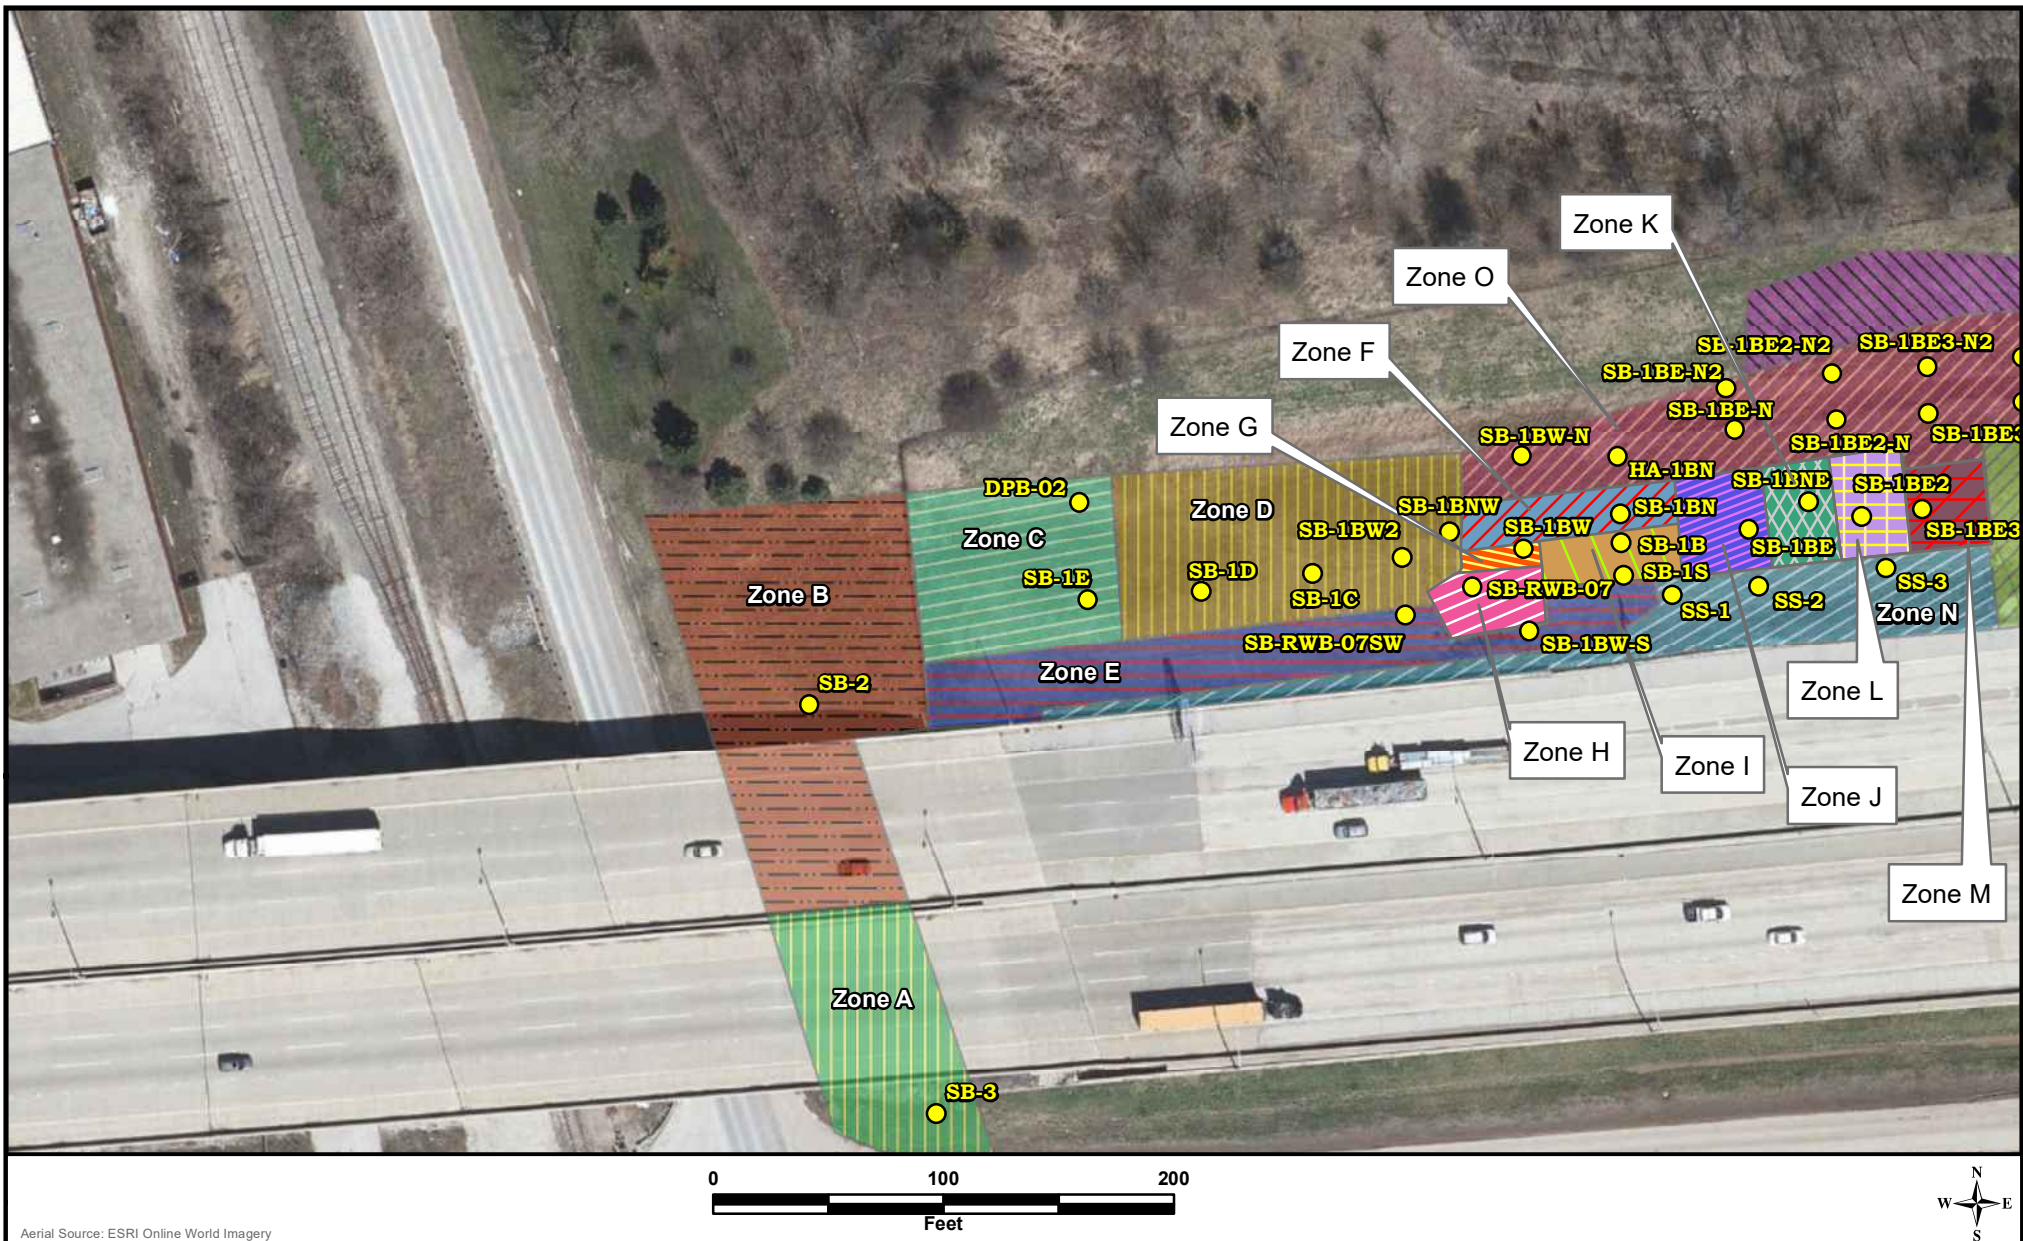 Zone K
Zone O
Zone F
SB-1BE2-N2
SB-1BE3-N2
SB-1BE-N2
SB-1BE-N
Zone G
SB-1BW-N
SB-1BE2-N
SB-1BE3
HA-1BN
SB-1BNE
SB-1BE2
DPB-02
Zone D
SB-1BNW
SB-1BN
SB-1BW2
SB-1BW
SB-1BE3
Zone C
SB-1B
SB-1BE
SB-1E
SB-1D
SB-1C
SB-1S
SB-RWB-07
Zone B
SS-1
SS-2
SS-3
Zone N
SB-RWB-07SW
SB-1BW-S
Zone E
SB-2
Zone L
Zone H
Zone I
Zone J
Zone M
Zone A
SB-3
0 100 200
Feet
N
W E
S
Aerial Source: ESRI Online World Imagery